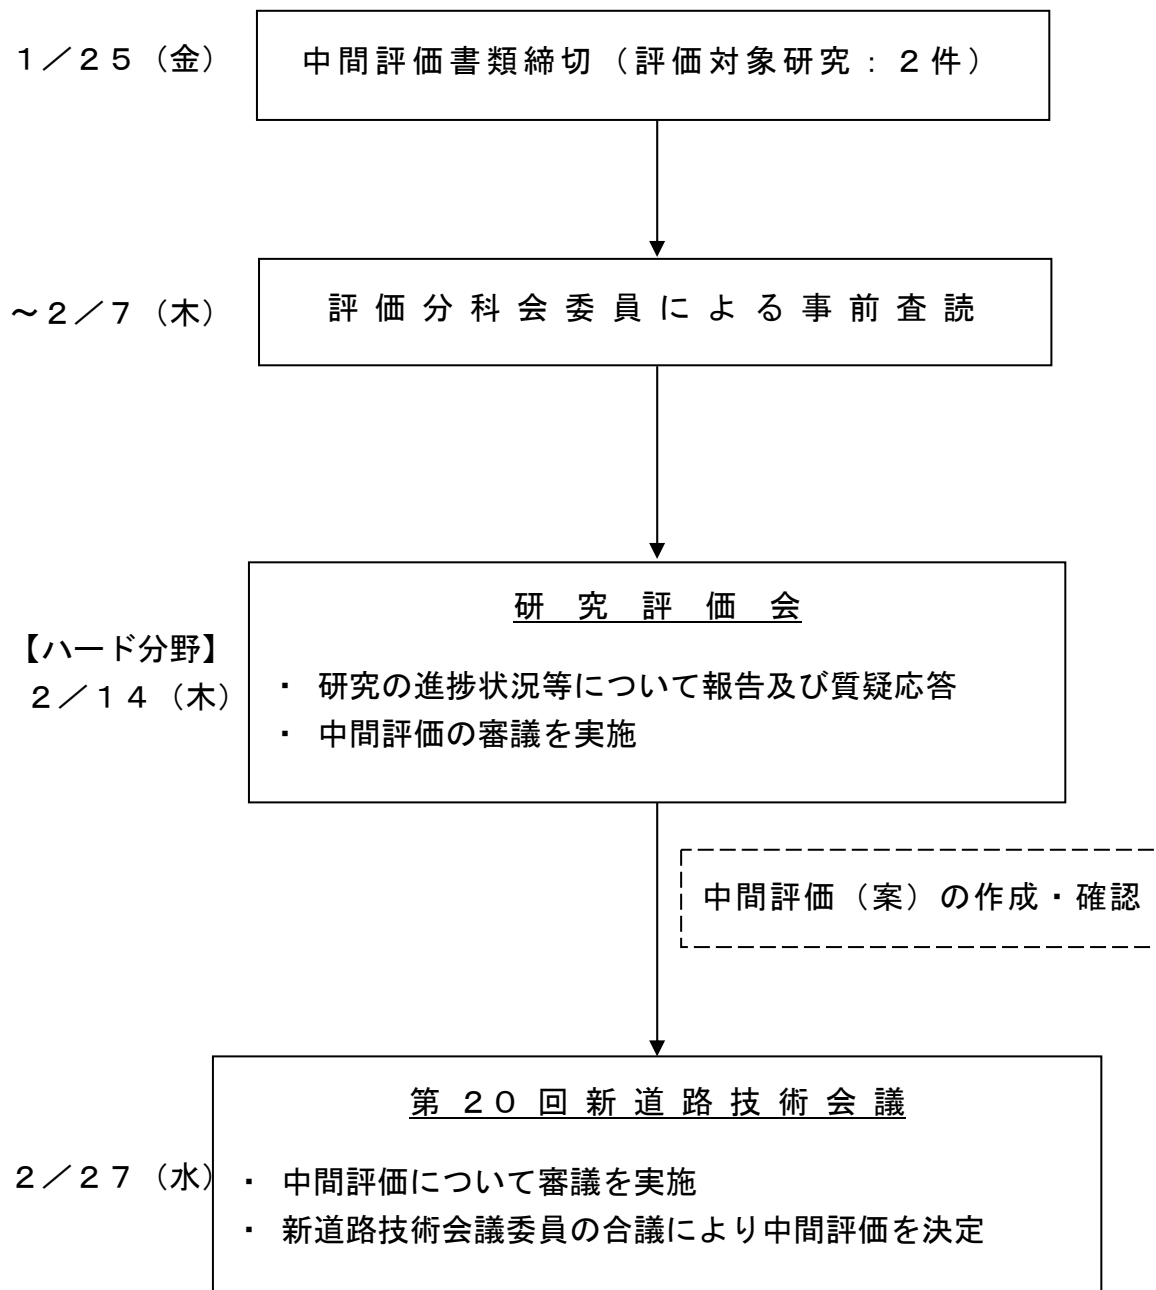 １／２５（金）
中間評価書類締切（評価対象研究：２件）
～２／７（木）
評価分科会委員による事前査読
研究評価会
【ハード分野】
２／１４（木）
・ 研究の進捗状況等について報告及び質疑応答
・ 中間評価の審議を実施
中間評価（案）の作成・確認
第２０回新道路技術会議
２／２７（水）
・ 中間評価について審議を実施
・ 新道路技術会議委員の合議により中間評価を決定